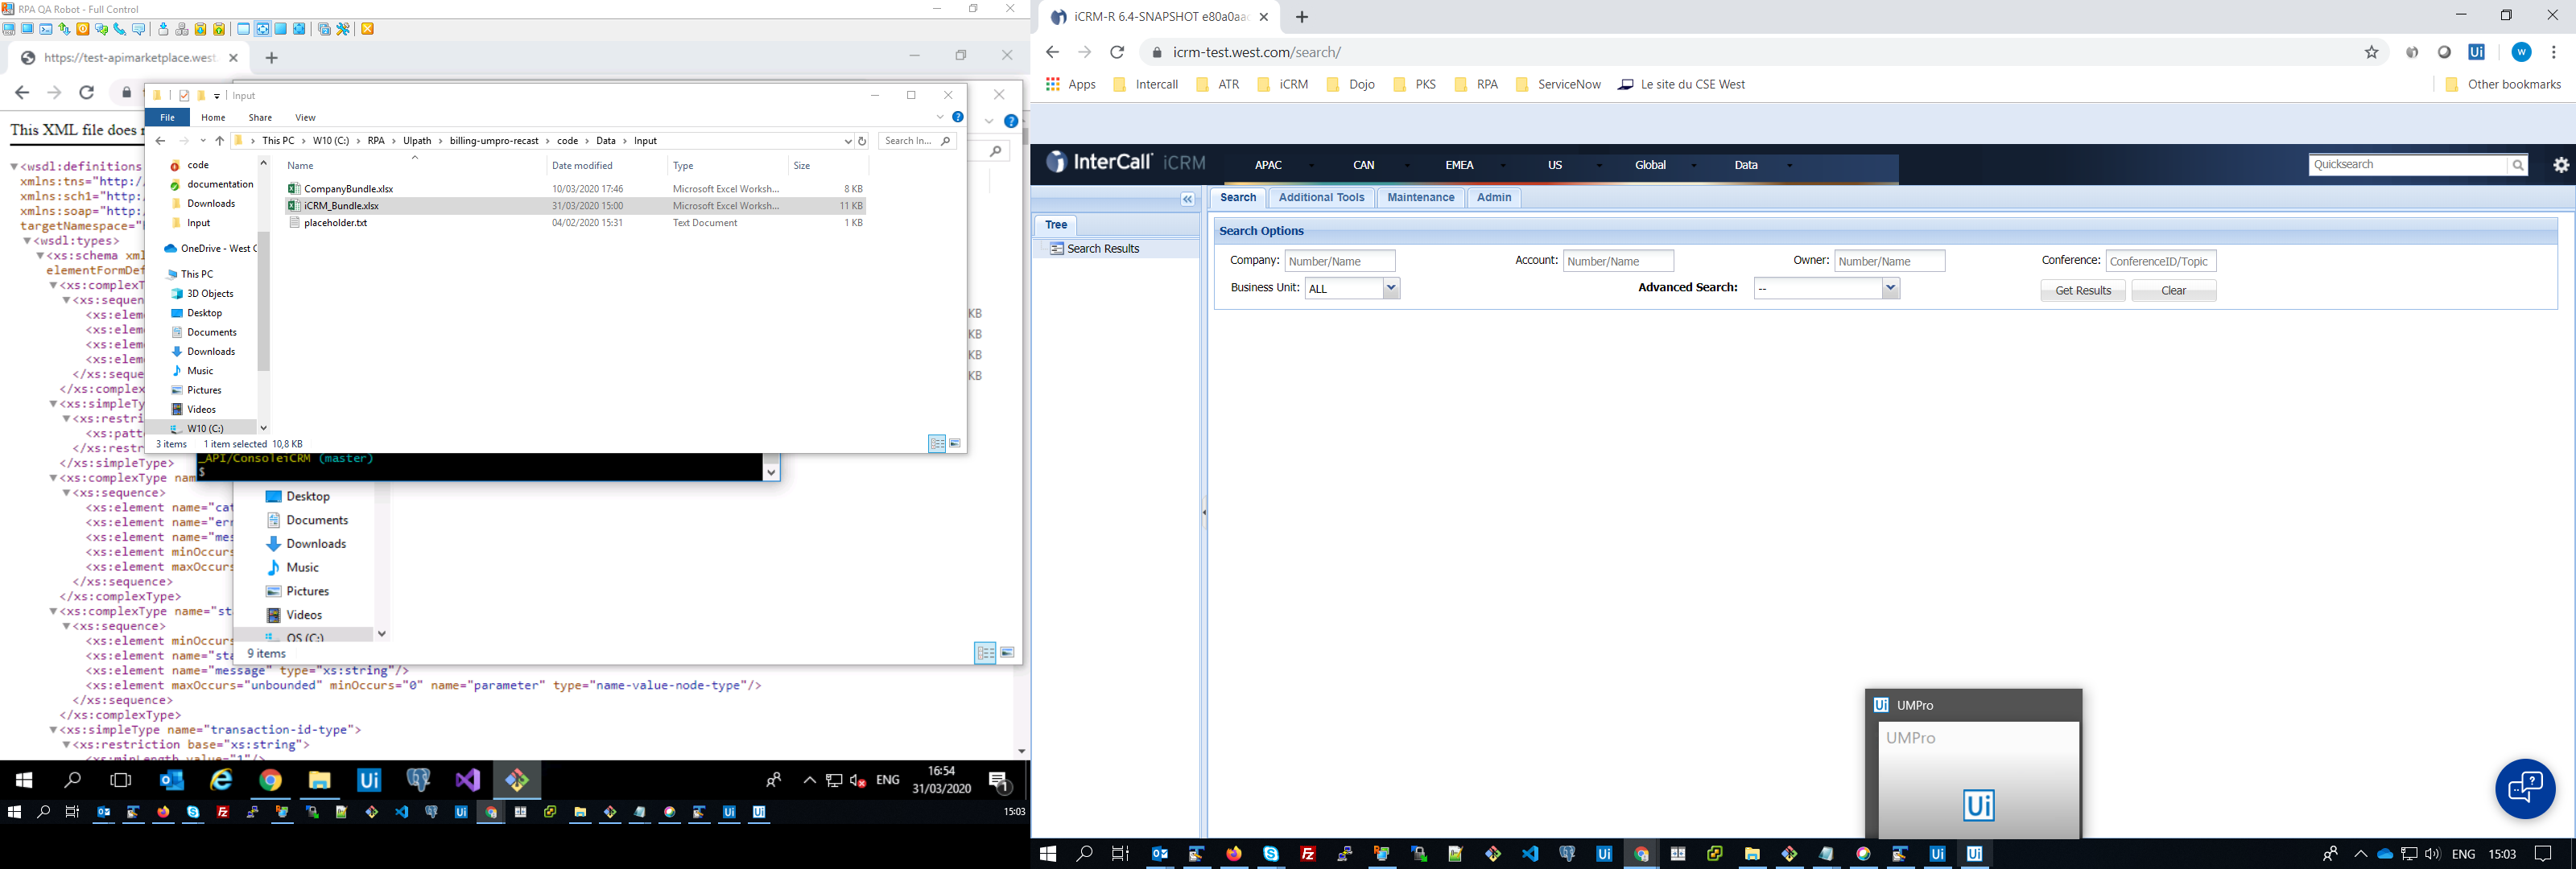 RPA QA Robot - Full Control
https://test-apimarketplace.west.
Input
File Home Share View
This PC > W10 (C:) > RPA > UIpath > billing-umpro-recast > code > Data > Input
Search In...
Name Date modified Type Size
CompanyBundle.xlsx 10/03/2020 17:46 Microsoft Excel Worksh... 8 KB
iCRM_Bundle.xlsx 31/03/2020 15:00 Microsoft Excel Worksh... 11 KB
placeholder.txt 04/02/2020 15:31 Text Document 1 KB
code
documentation
Downloads
Input
OneDrive - West C
This PC
3D Objects
Desktop
Documents
Downloads
Music
Pictures
Videos
W10 (C:)
3 items 1 item selected 10,8 KB
This XML file does
<wsdl:definitions
xmlns:tns="http:/
xmlns:sch1="http:
xmlns:soap="http:
targetNamespace="
<wsdl:types>
<xs:schema xml
elementFormDef
<xs:complexT
<xs:sequen
<xs:elem
<xs:elem
<xs:elem
<xs:elem
</xs:seque
</xs:complex
<xs:simpleTy
<xs:restri
<xs:patt
</xs:restr
</xs:simpleType>
<xs:complexType nam
<xs:sequence>
<xs:element name="cat
<xs:element name="err
<xs:element name="mes
<xs:element minOccurs
<xs:element maxOccurs
</xs:sequence>
</xs:complexType>
<xs:complexType name="st
<xs:sequence>
<xs:element minOccurs
<xs:element name="sta
<xs:element name="message" type="xs:string"/>
<xs:element maxOccurs="unbounded" minOccurs="0" name="parameter" type="name-value-node-type"/>
</xs:sequence>
</xs:complexType>
<xs:simpleType name="transaction-id-type">
<xs:restriction base="xs:string">
_API/ConsoleiCRM (master)
$
KB
KB
KB
KB
Desktop
Documents
Downloads
Music
Pictures
Videos
OS (C:)
9 items
ENG
16:54
31/03/2020
1
15:03
iCRM-R 6.4-SNAPSHOT e80a0aa
icrm-test.west.com/search/
W
Apps Intercall ATR iCRM Dojo PKS RPA ServiceNow Le site du CSE West Other bookmarks
InterCall iCRM
APAC CAN EMEA US Global Data
Quicksearch
Search Additional Tools Maintenance Admin
Tree
Search Results
Search Options
Company: Number/Name Account: Number/Name Owner: Number/Name Conference: ConferenceID/Topic
Business Unit: ALL Advanced Search: -- Get Results Clear
Ui UMPro
UMPro
Ui
ENG 15:03